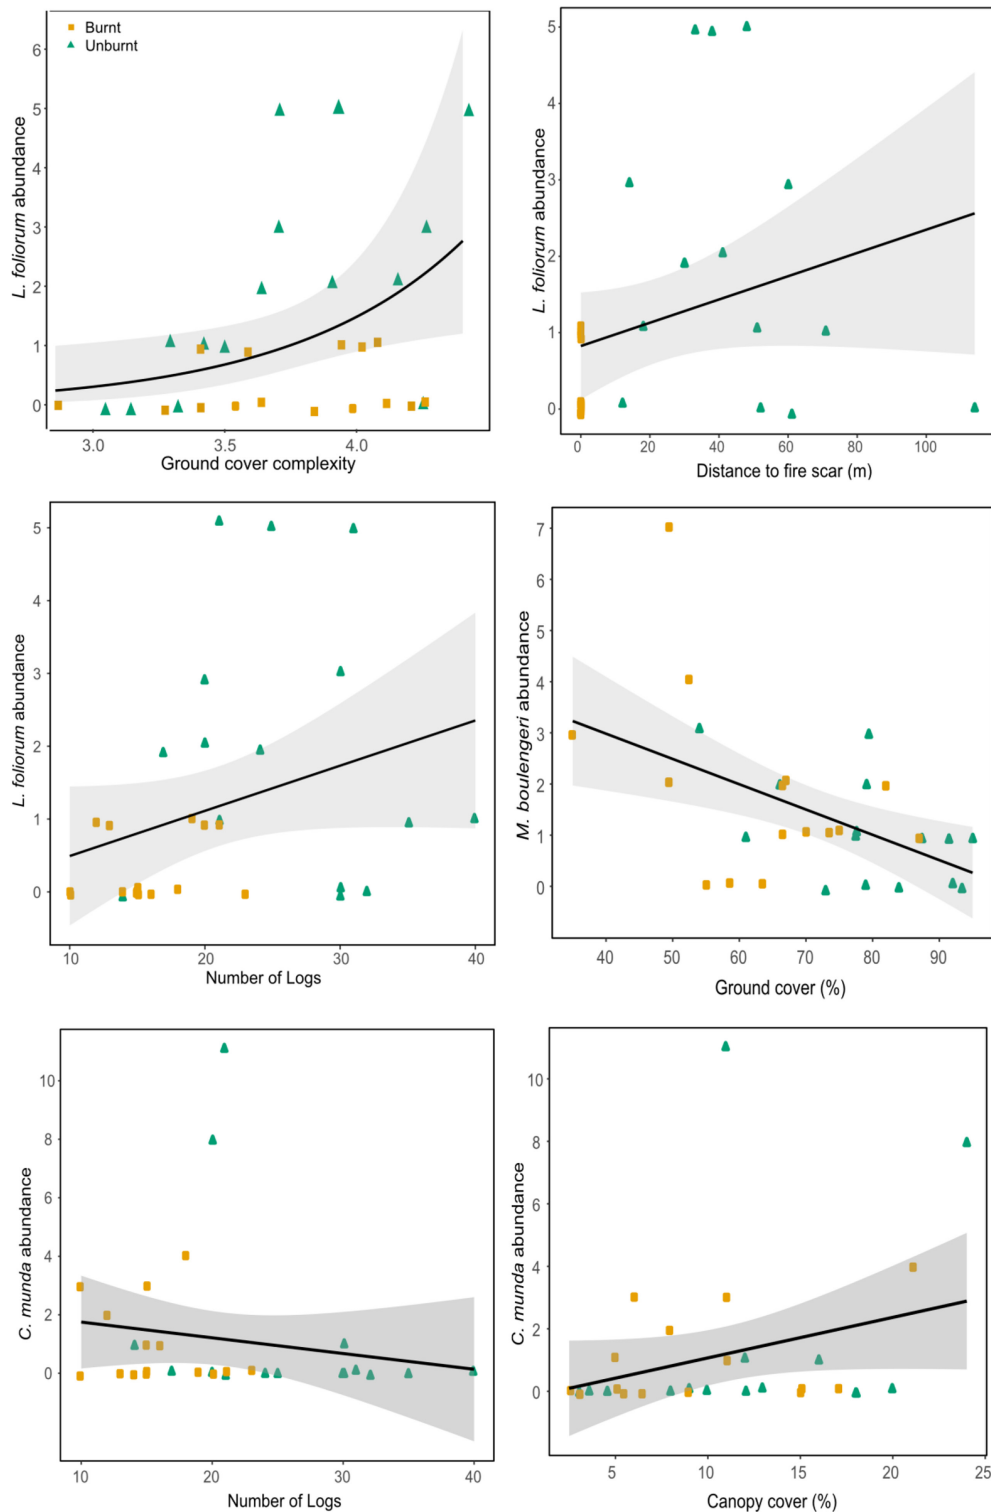 Burnt
Unburnt
6
5
4
3
2
1
0
L. foliorum abundance
3.0 3.5 4.0
Ground cover complexity
5
4
3
2
1
0
L. foliorum abundance
0 20 40 60 80 100
Distance to fire scar (m)
5
4
3
2
1
0
L. foliorum abundance
10 20 30 40
Number of Logs
7
6
5
4
3
2
1
0
M. boulengeri abundance
40 50 60 70 80 90
Ground cover (%)
10
8
6
4
2
0
C. munda abundance
10 20 30 40
Number of Logs
10
8
6
4
2
0
C. munda abundance
5 10 15 20 25
Canopy cover (%)